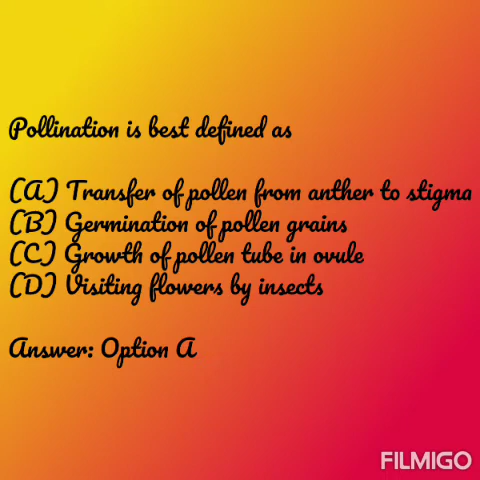 Pollination is best defined as
(A) Transfer of pollen from anther to stigma
(B) Germination of pollen grains
(C) Growth of pollen tube in ovule
(D) Visiting flowers by insects
Answer: Option A
FILMIGO